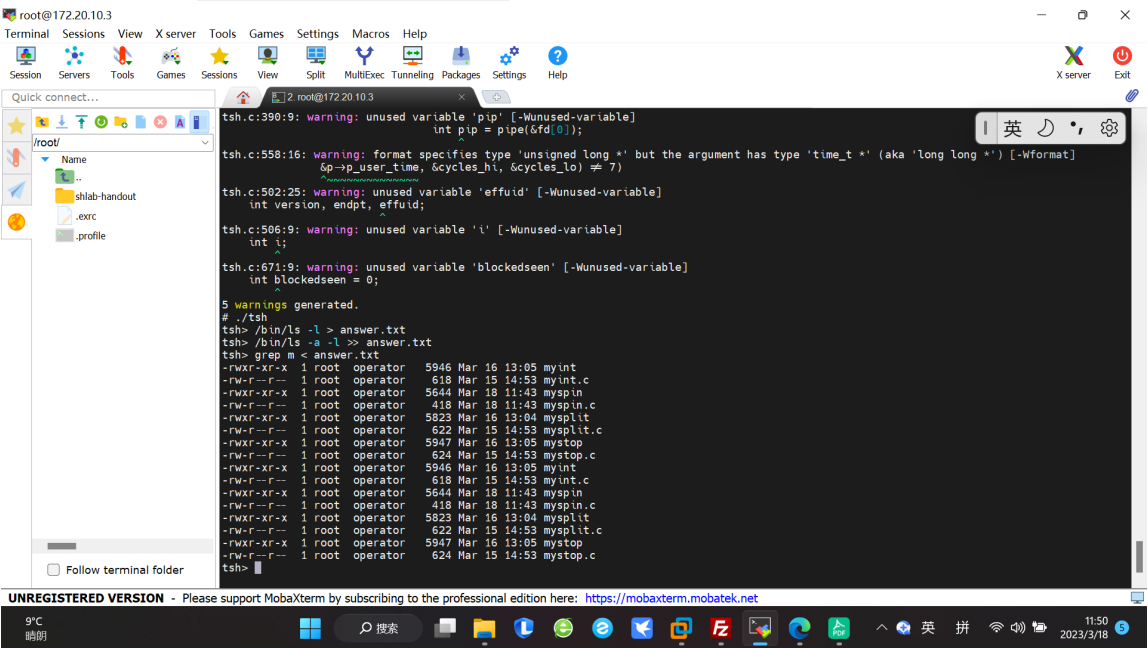 root@172.20.10.3
Terminal Sessions View X server Tools Games Settings Macros Help
Session Servers Tools Games Sessions View Split MultiExec Tunneling Packages Settings Help X server Exit
Quick connect...
2. root@172.20.10.3
/root/
Name
..
shlab-handout
.exrc
.profile
Follow terminal folder
tsh.c:390:9: warning: unused variable 'pip' [-Wunused-variable]
int pip = pipe(&fd[0]);
^
tsh.c:558:16: warning: format specifies type 'unsigned long *' but the argument has type 'time_t *' (aka 'long long *') [-Wformat]
&p->p_user_time, &cycles_hi, &cycles_lo) ≠ 7)
^~~~~~~~~~~~~~~
tsh.c:502:25: warning: unused variable 'effuid' [-Wunused-variable]
int version, endpt, effuid;
^
tsh.c:506:9: warning: unused variable 'i' [-Wunused-variable]
int i;
^
tsh.c:671:9: warning: unused variable 'blockedseen' [-Wunused-variable]
int blockedseen = 0;
^
5 warnings generated.
# ./tsh
tsh> /bin/ls -l > answer.txt
tsh> /bin/ls -a -l >> answer.txt
tsh> grep m < answer.txt
-rwxr-xr-x 1 root operator 5946 Mar 16 13:05 myint
-rw-r--r-- 1 root operator 618 Mar 15 14:53 myint.c
-rwxr-xr-x 1 root operator 5644 Mar 18 11:43 myspin
-rw-r--r-- 1 root operator 418 Mar 18 11:43 myspin.c
-rwxr-xr-x 1 root operator 5823 Mar 16 13:04 mysplit
-rw-r--r-- 1 root operator 622 Mar 15 14:53 mysplit.c
-rwxr-xr-x 1 root operator 5947 Mar 16 13:05 mystop
-rw-r--r-- 1 root operator 624 Mar 15 14:53 mystop.c
-rwxr-xr-x 1 root operator 5946 Mar 16 13:05 myint
-rw-r--r-- 1 root operator 618 Mar 15 14:53 myint.c
-rwxr-xr-x 1 root operator 5644 Mar 18 11:43 myspin
-rw-r--r-- 1 root operator 418 Mar 18 11:43 myspin.c
-rwxr-xr-x 1 root operator 5823 Mar 16 13:04 mysplit
-rw-r--r-- 1 root operator 622 Mar 15 14:53 mysplit.c
-rwxr-xr-x 1 root operator 5947 Mar 16 13:05 mystop
-rw-r--r-- 1 root operator 624 Mar 15 14:53 mystop.c
tsh>
英
UNREGISTERED VERSION - Please support MobaXterm by subscribing to the professional edition here: https://mobaxterm.mobatek.net
9°C
晴朗
搜索
PDF
英 拼
11:50
2023/3/18
5